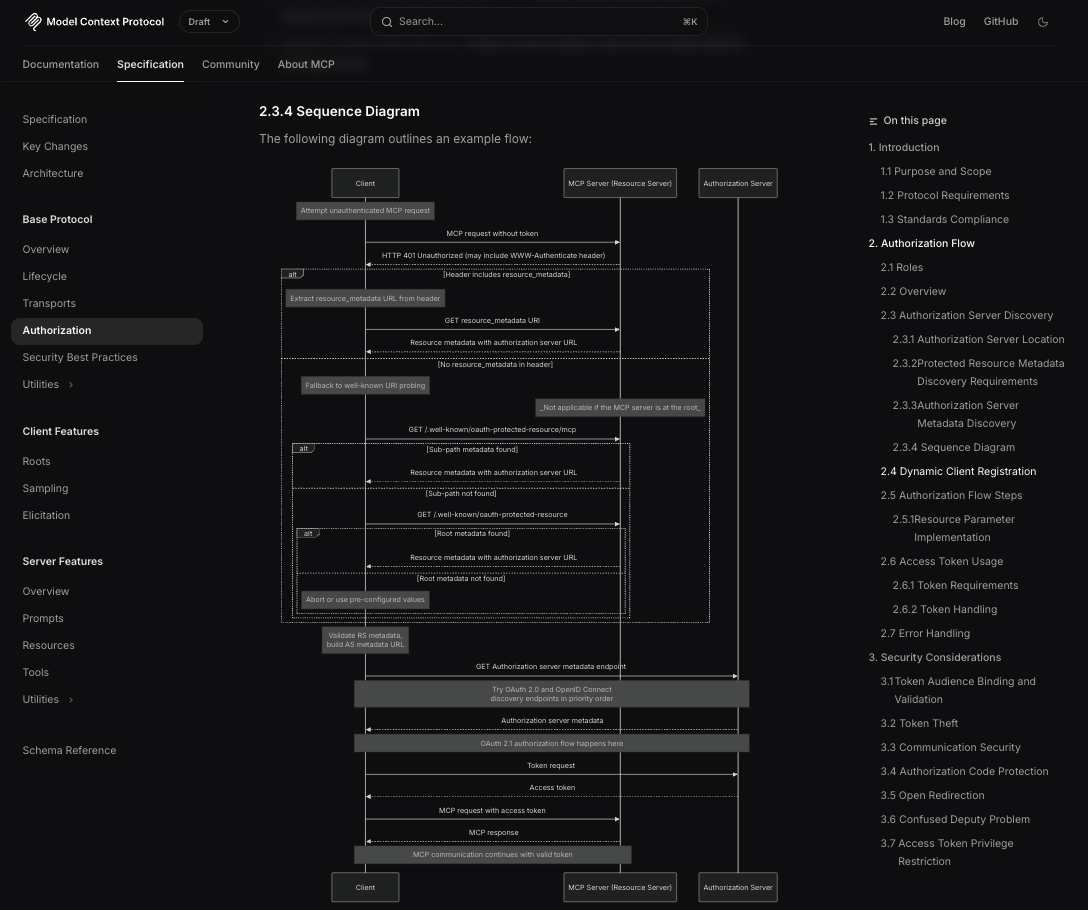 Model Context Protocol
Draft
Search...
⌘K
Blog
GitHub
Documentation
Specification
Community
About MCP
Specification
Key Changes
Architecture
Base Protocol
Overview
Lifecycle
Transports
Authorization
Security Best Practices
Utilities
Client Features
Roots
Sampling
Elicitation
Server Features
Overview
Prompts
Resources
Tools
Utilities
Schema Reference
2.3.4 Sequence Diagram
The following diagram outlines an example flow:
Client
MCP Server (Resource Server)
Authorization Server
Attempt unauthenticated MCP request
MCP request without token
HTTP 401 Unauthorized (may include WWW-Authenticate header)
alt
[Header includes resource_metadata]
Extract resource_metadata URL from header
GET resource_metadata URI
Resource metadata with authorization server URL
[No resource_metadata in header]
Fallback to well-known URI probing
_Not applicable if the MCP server is at the root_
GET /.well-known/oauth-protected-resource/mcp
alt
[Sub-path metadata found]
Resource metadata with authorization server URL
[Sub-path not found]
GET /.well-known/oauth-protected-resource
alt
[Root metadata found]
Resource metadata with authorization server URL
[Root metadata not found]
Abort or use pre-configured values
Validate RS metadata,
build AS metadata URL
GET Authorization server metadata endpoint
Try OAuth 2.0 and OpenID Connect
discovery endpoints in priority order
Authorization server metadata
OAuth 2.1 authorization flow happens here
Token request
Access token
MCP request with access token
MCP response
MCP communication continues with valid token
Client
MCP Server (Resource Server)
Authorization Server
On this page
1. Introduction
1.1 Purpose and Scope
1.2 Protocol Requirements
1.3 Standards Compliance
2. Authorization Flow
2.1 Roles
2.2 Overview
2.3 Authorization Server Discovery
2.3.1 Authorization Server Location
2.3.2Protected Resource Metadata
Discovery Requirements
2.3.3Authorization Server
Metadata Discovery
2.3.4 Sequence Diagram
2.4 Dynamic Client Registration
2.5 Authorization Flow Steps
2.5.1Resource Parameter
Implementation
2.6 Access Token Usage
2.6.1 Token Requirements
2.6.2 Token Handling
2.7 Error Handling
3. Security Considerations
3.1Token Audience Binding and
Validation
3.2 Token Theft
3.3 Communication Security
3.4 Authorization Code Protection
3.5 Open Redirection
3.6 Confused Deputy Problem
3.7 Access Token Privilege
Restriction